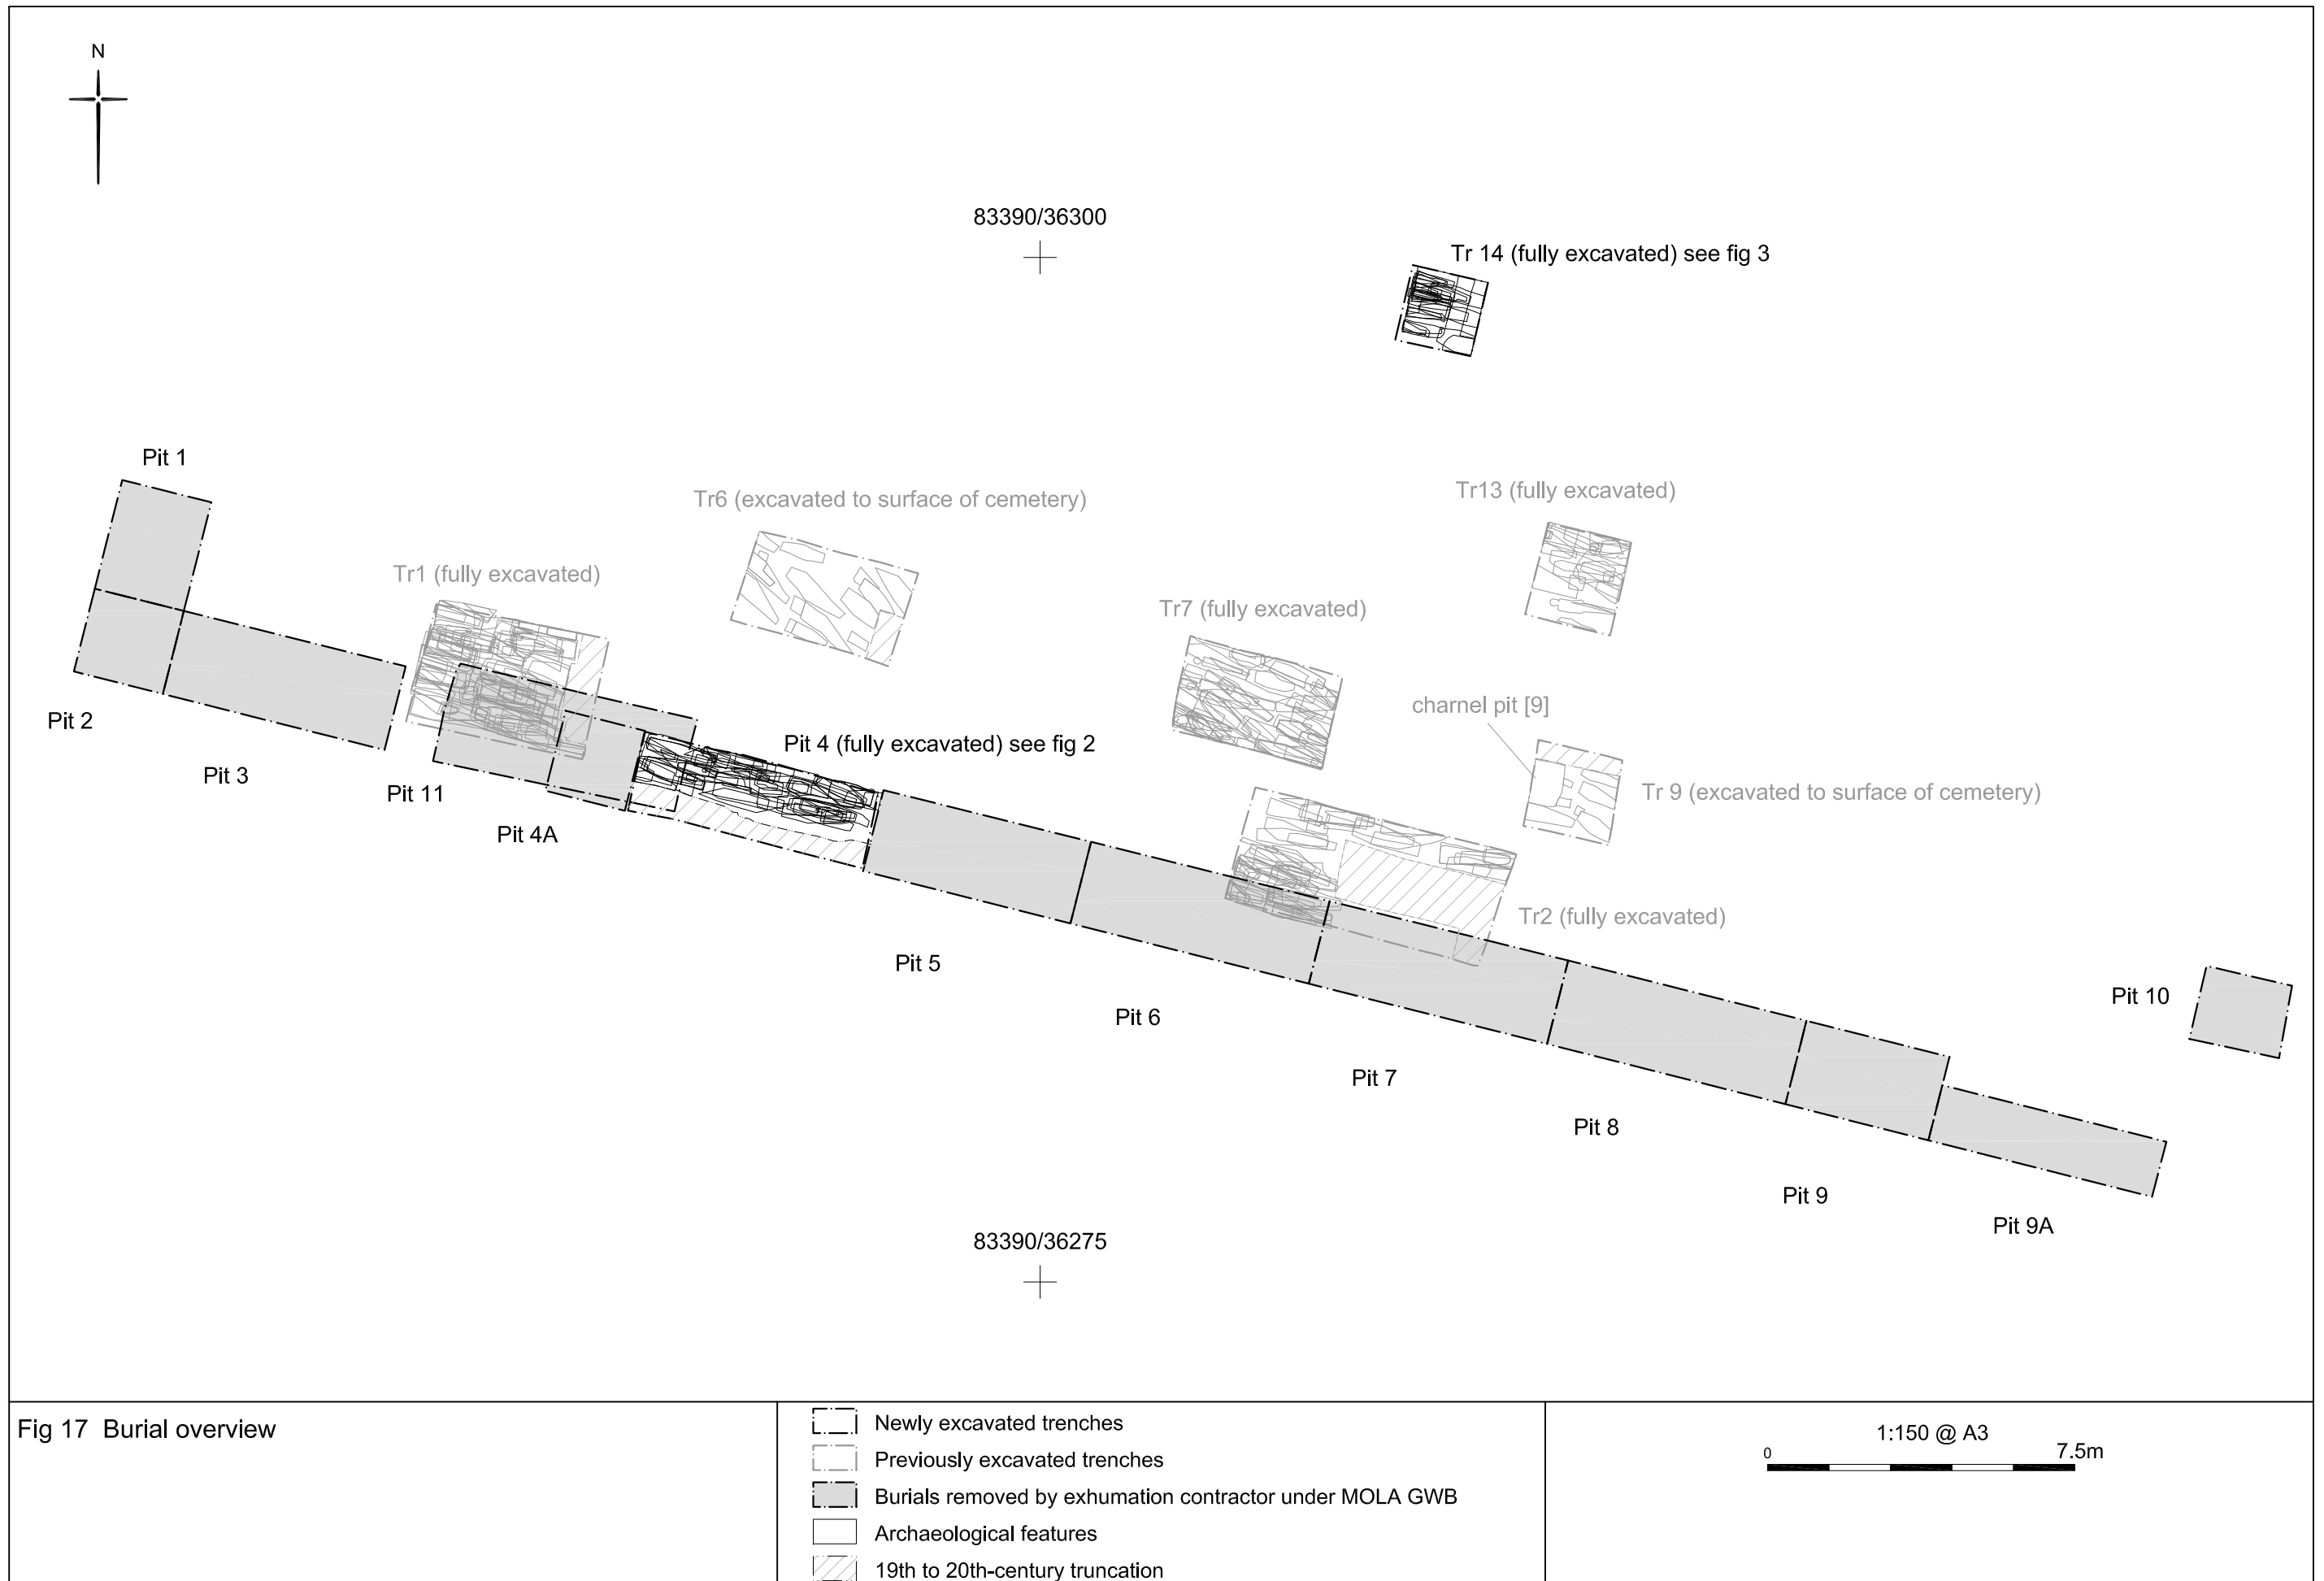 N
83390/36300
Tr 14 (fully excavated) see fig 3
Pit 1
Tr6 (excavated to surface of cemetery)
Tr13 (fully excavated)
Tr1 (fully excavated)
Tr7 (fully excavated)
charnel pit [9]
Pit 2
Pit 4 (fully excavated) see fig 2
Pit 3
Pit 11
Tr 9 (excavated to surface of cemetery)
Pit 4A
Tr2 (fully excavated)
Pit 5
Pit 10
Pit 6
Pit 7
Pit 8
Pit 9
Pit 9A
83390/36275
Fig 17 Burial overview
Newly excavated trenches
Previously excavated trenches
Burials removed by exhumation contractor under MOLA GWB
Archaeological features
19th to 20th-century truncation
1:150 @ A3
0 7.5m